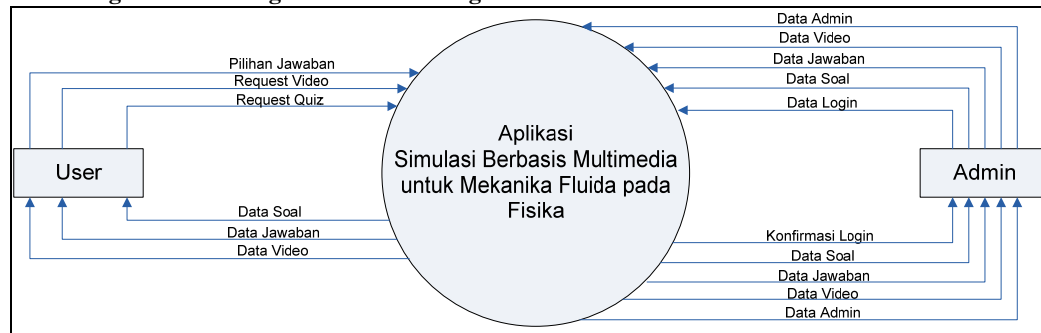 Data Admin
Data Video
Data Jawaban
Data Soal
Data Login
Pilihan Jawaban
Request Video
Request Quiz
User
Aplikasi
Simulasi Berbasis Multimedia
untuk Mekanika Fluida pada
Fisika
Admin
Data Soal
Data Jawaban
Data Video
Konfirmasi Login
Data Soal
Data Jawaban
Data Video
Data Admin